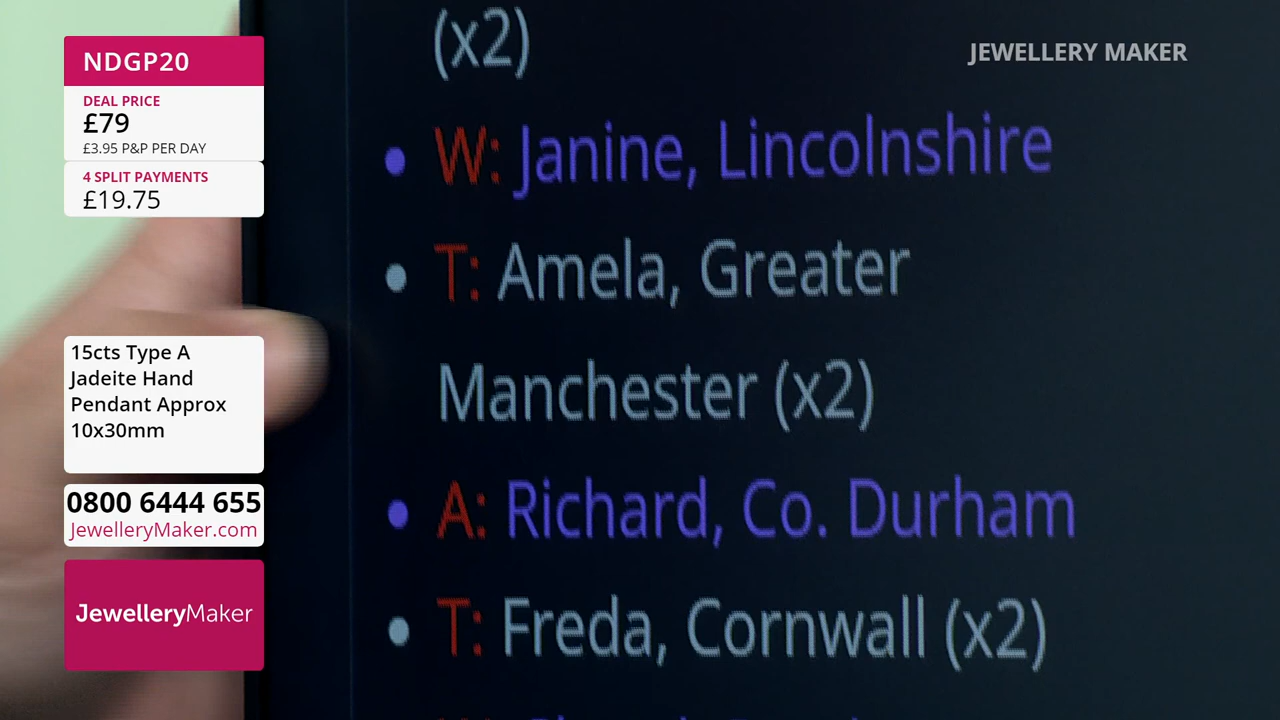 NDGP20
DEAL PRICE
£79
£3.95 P&P PER DAY
4 SPLIT PAYMENTS
£19.75
15cts Type A
Jadeite Hand
Pendant Approx
10x30mm
0800 6444 655
JewelleryMaker.com
JewelleryMaker
JEWELLERY MAKER
(x2)
• W: Janine, Lincolnshire
• T: Amela, Greater
Manchester (x2)
• A: Richard, Co. Durham
• T: Freda, Cornwall (x2)